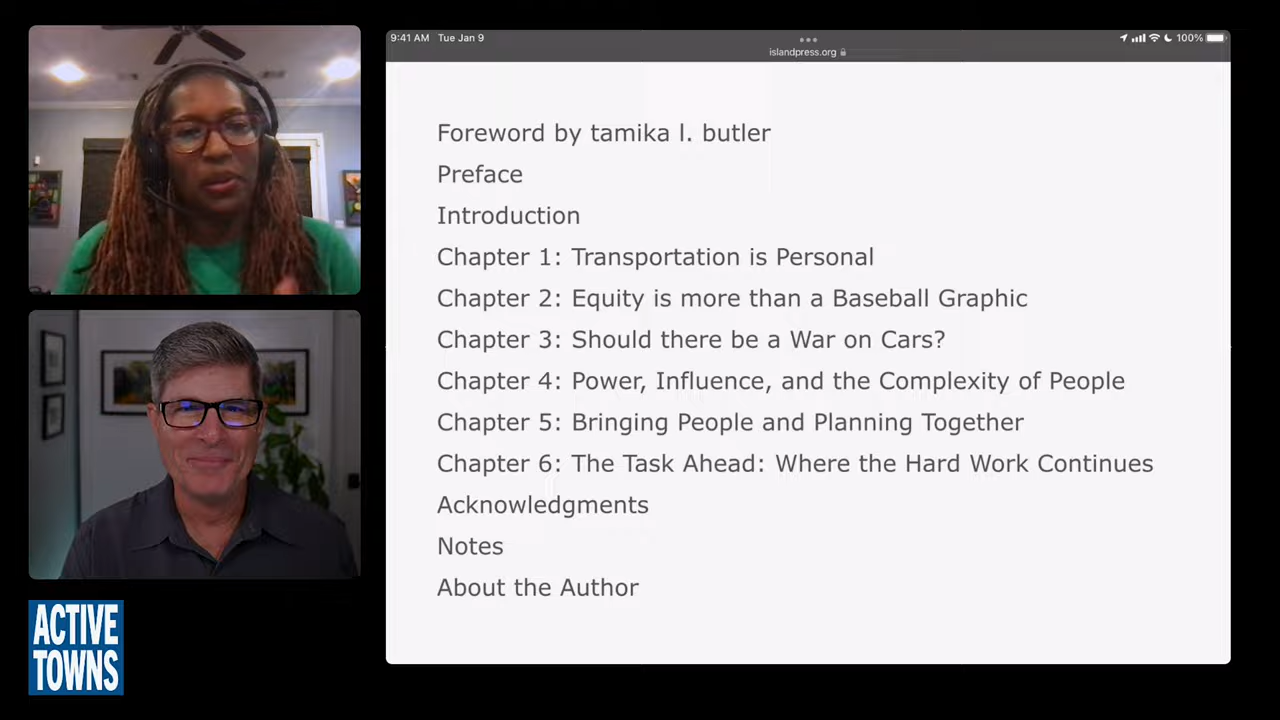 9:41 AM Tue Jan 9
100%
islandpress.org
Foreword by tamika l. butler
Preface
Introduction
Chapter 1: Transportation is Personal
Chapter 2: Equity is more than a Baseball Graphic
Chapter 3: Should there be a War on Cars?
Chapter 4: Power, Influence, and the Complexity of People
Chapter 5: Bringing People and Planning Together
Chapter 6: The Task Ahead: Where the Hard Work Continues
Acknowledgments
Notes
About the Author
ACTIVE
TOWNS